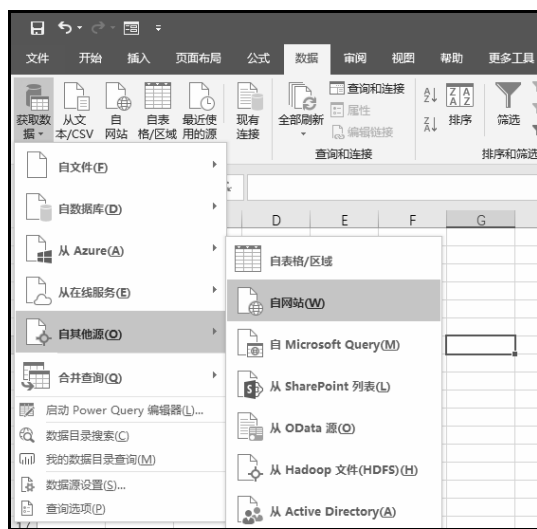 文件 开始 插入 页面布局 公式 数据 审阅 视图 帮助 更多工具
获取数据 从文本/CSV 自网站 自表格/区域 最近使用的源 现有连接 全部刷新 查询和连接 属性 编辑链接 排序 筛选
查询和连接 排序和筛选
自文件(F)
自数据库(D)
D E F G
从 Azure(A)
自表格/区域
从在线服务(E)
自网站(W)
自其他源(O)
自 Microsoft Query(M)
合并查询(Q)
从 SharePoint 列表(L)
启动 Power Query 编辑器(L)...
从 OData 源(O)
数据目录搜索(C)
我的数据目录查询(M)
从 Hadoop 文件(HDFS)(H)
数据源设置(S)...
查询选项(P)
从 Active Directory(A)
17